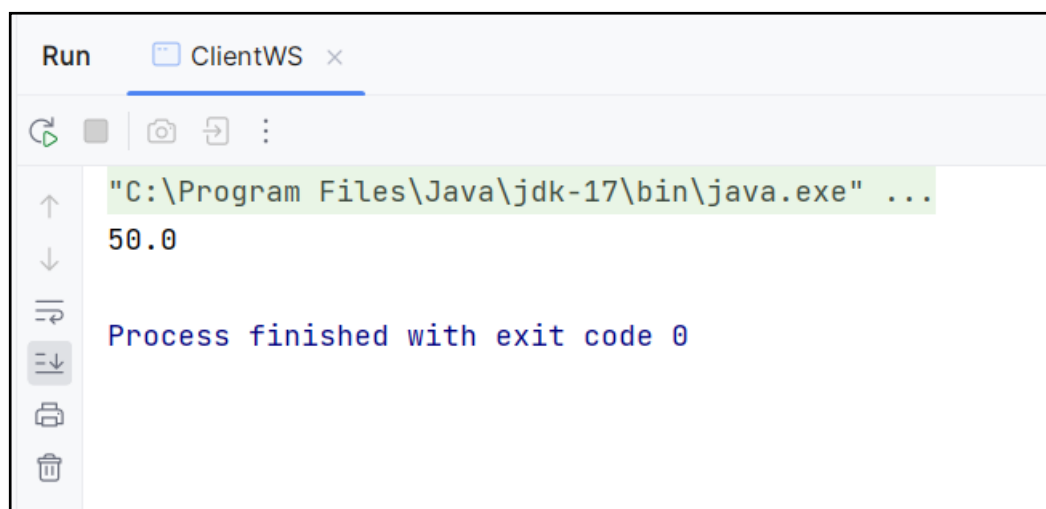 Run ClientWS
"C:\Program Files\Java\jdk-17\bin\java.exe" ...
50.0
Process finished with exit code 0